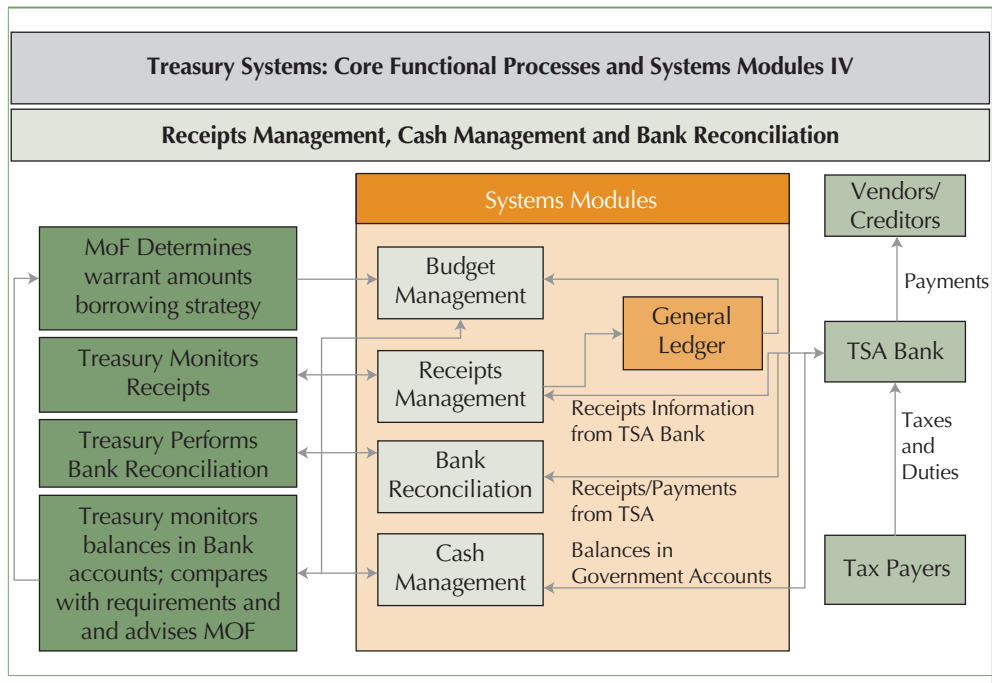 Treasury Systems: Core Functional Processes and Systems Modules IV
Receipts Management, Cash Management and Bank Reconciliation
MoF Determines
warrant amounts
borrowing strategy
Treasury Monitors
Receipts
Treasury Performs
Bank Reconciliation
Treasury monitors
balances in Bank
accounts; compares
with requirements and
and advises MOF
Systems Modules
Budget
Management
General
Ledger
Receipts
Management
Receipts Information
from TSA Bank
Bank
Reconciliation
Receipts/Payments
from TSA
Cash
Management
Balances in
Government Accounts
Vendors/
Creditors
Payments
TSA Bank
Taxes
and
Duties
Tax Payers